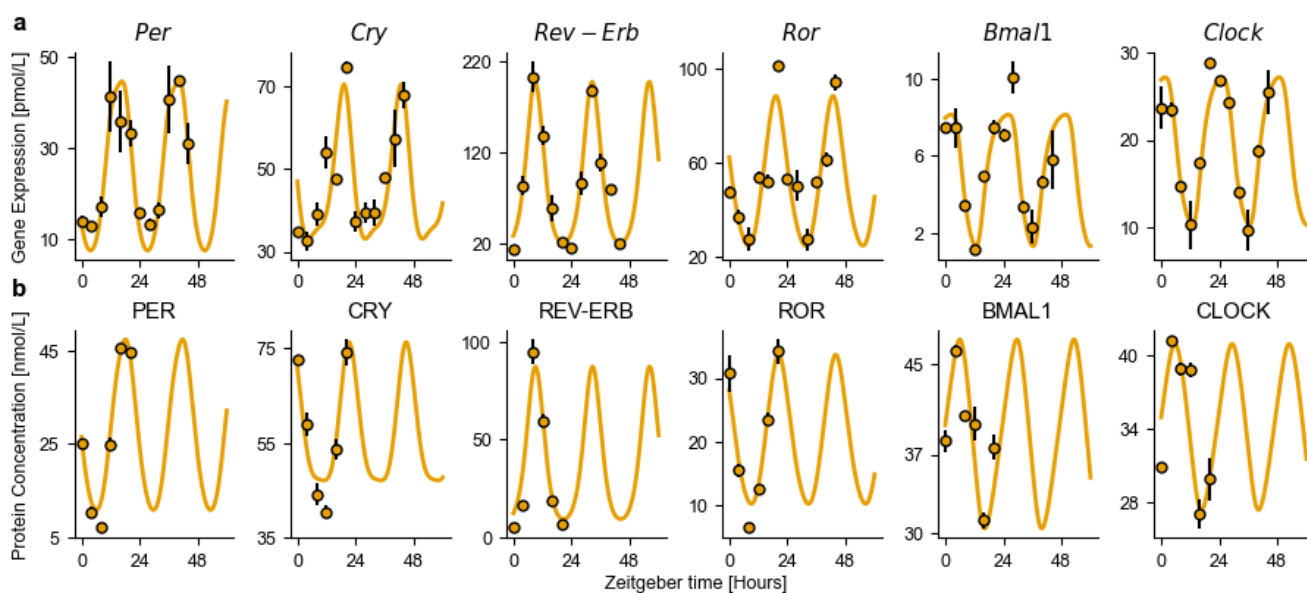 a
Per Cry Rev − Erb Ror Bmal1 Clock
Gene Expression [pmol/L]
50 30 10
70 50 30
220 120 20
100 60 20
10 6 2
30 20 10
0 24 48 0 24 48 0 24 48 0 24 48 0 24 48 0 24 48
b
PER CRY REV-ERB ROR BMAL1 CLOCK
Protein Concentration [nmol/L]
45 25 5
75 55 35
100 50 0
30 20 10
45 37 30
40 34 28
0 24 48 0 24 48 0 24 48 0 24 48 0 24 48 0 24 48
Zeitgeber time [Hours]